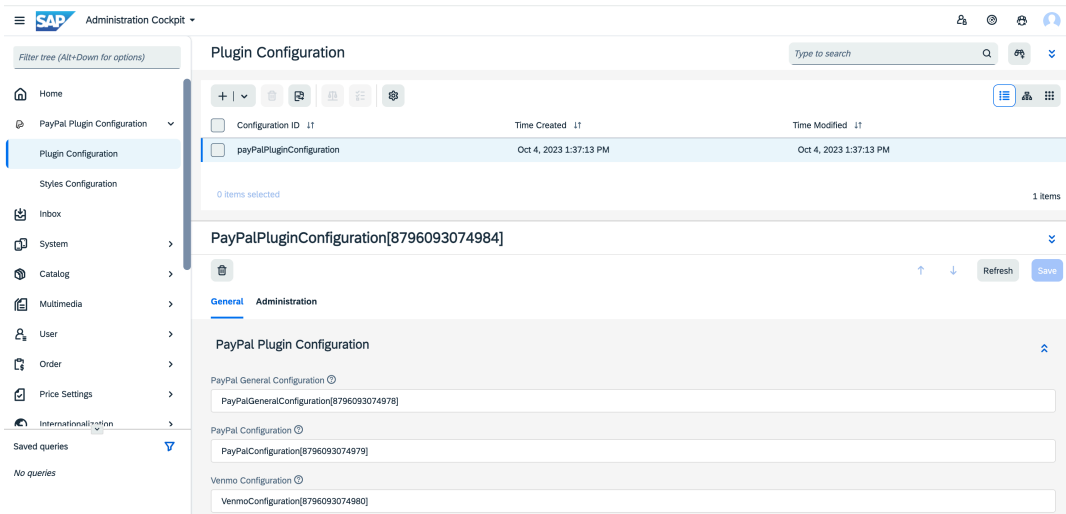 SAP Administration Cockpit
Filter tree (Alt+Down for options)
Home
PayPal Plugin Configuration
Plugin Configuration
Styles Configuration
Inbox
System
Catalog
Multimedia
User
Order
Price Settings
Internationalization
Saved queries
No queries
Plugin Configuration
Type to search
Configuration ID Time Created Time Modified
payPalPluginConfiguration Oct 4, 2023 1:37:13 PM Oct 4, 2023 1:37:13 PM
0 items selected 1 items
PayPalPluginConfiguration[8796093074984]
Refresh Save
General Administration
PayPal Plugin Configuration
PayPal General Configuration
PayPalGeneralConfiguration[8796093074978]
PayPal Configuration
PayPalConfiguration[8796093074979]
Venmo Configuration
VenmoConfiguration[8796093074980]